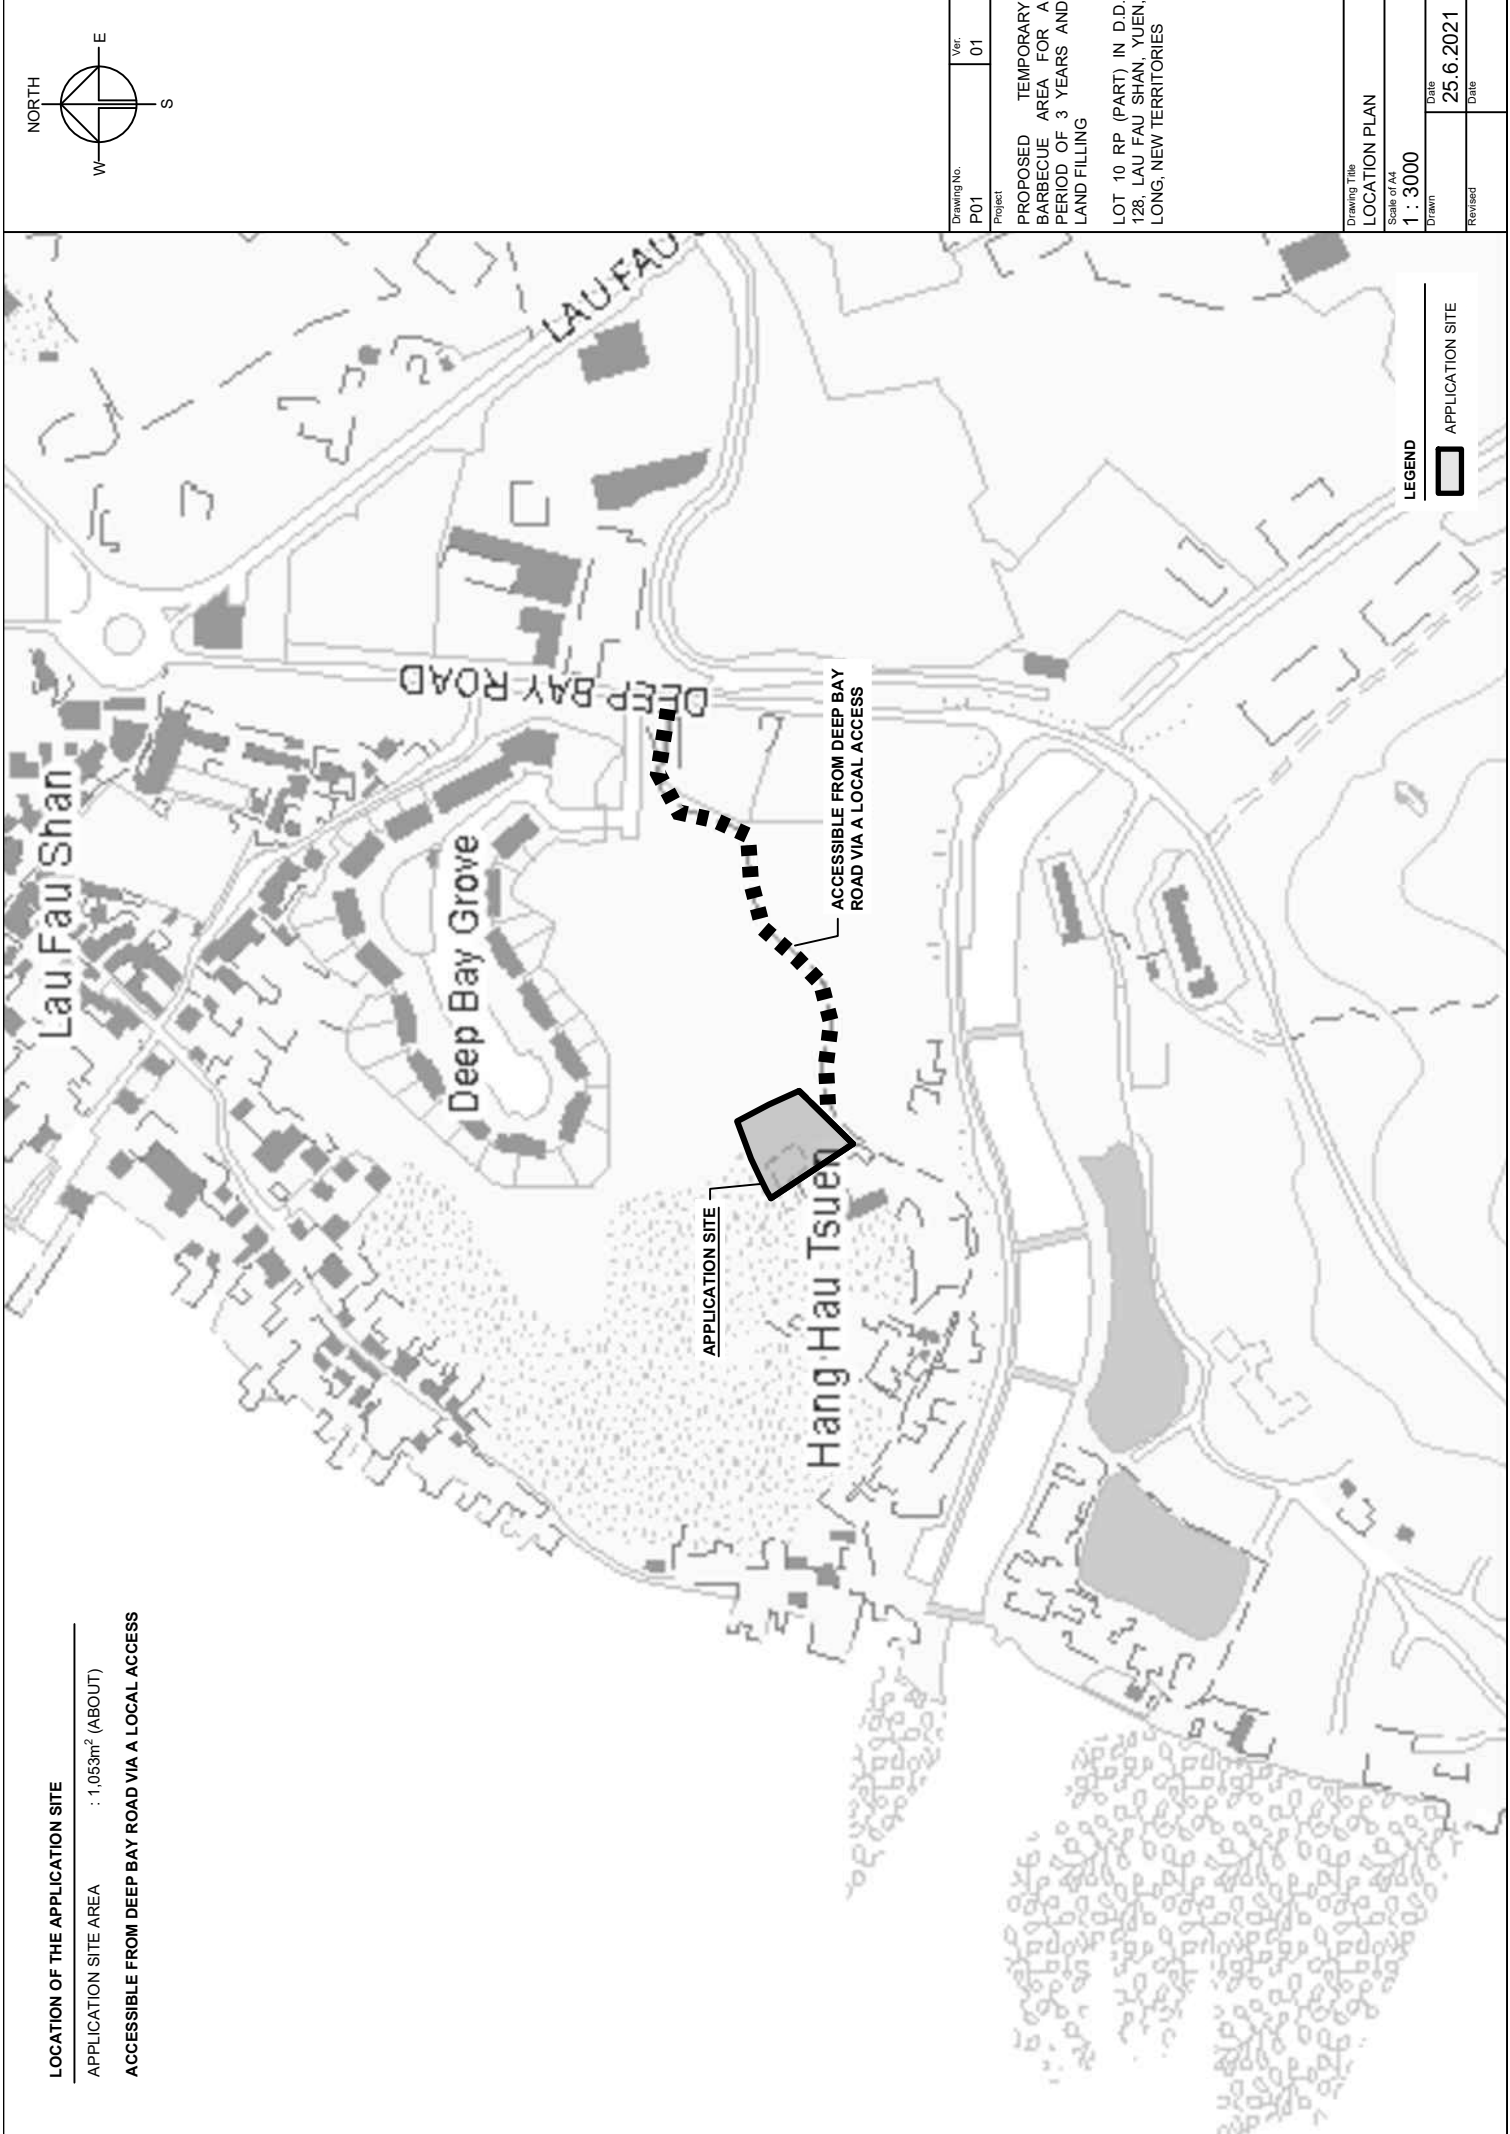 LOCATION OF THE APPLICATION SITE
APPLICATION SITE AREA : 1,053m² (ABOUT)
ACCESSIBLE FROM DEEP BAY ROAD VIA A LOCAL ACCESS
NORTH
W
E
S
Lau Fau Shan
Deep Bay Grove
DEEP BAY ROAD
LAU FAU
APPLICATION SITE
Hang Hau Tsuen
ACCESSIBLE FROM DEEP BAY
ROAD VIA A LOCAL ACCESS
LEGEND
APPLICATION SITE
Drawing No.
P01
Ver.
01
Project
PROPOSED TEMPORARY
BARBECUE AREA FOR A
PERIOD OF 3 YEARS AND
LAND FILLING
LOT 10 RP (PART) IN D.D.
128, LAU FAU SHAN, YUEN,
LONG, NEW TERRITORIES
Drawing Title
LOCATION PLAN
Scale of A4
1 : 3000
Drawn
Date
25.6.2021
Revised
Date